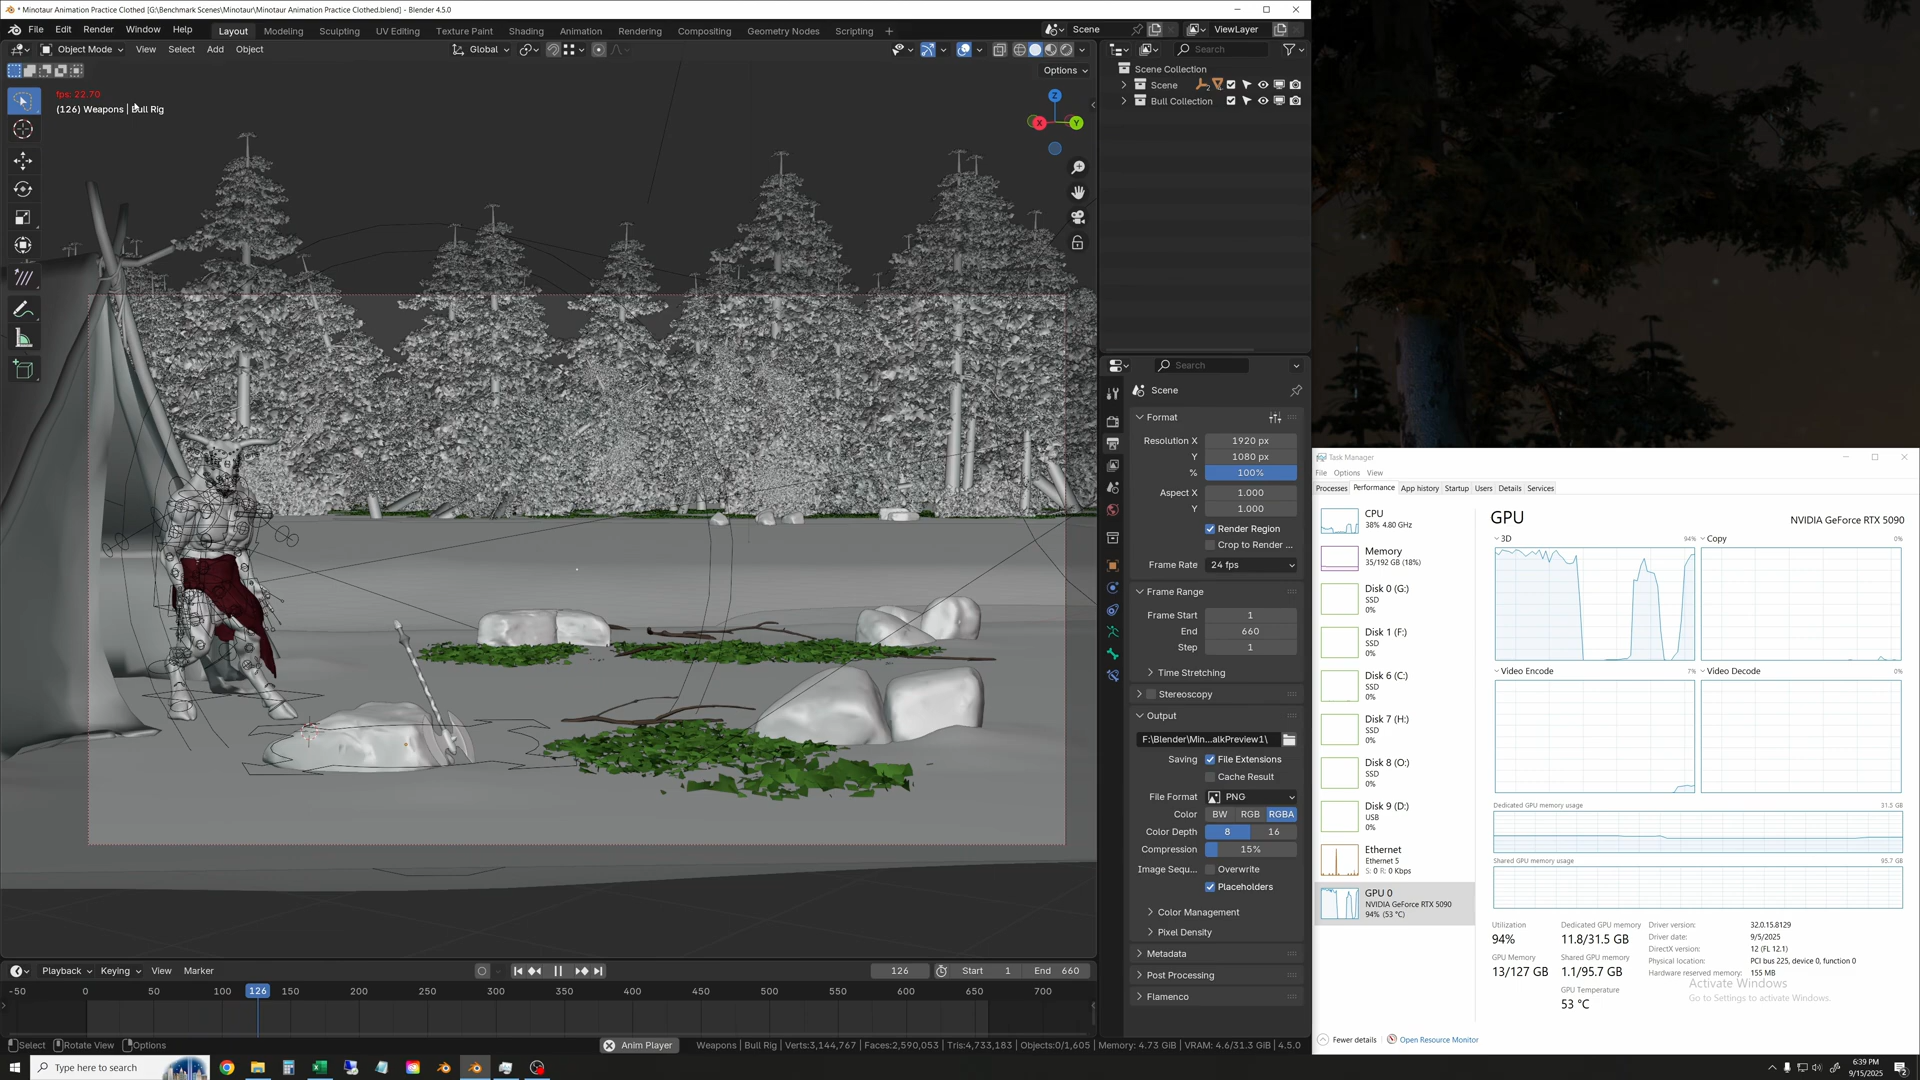 * Minotaur Animation Practice Clothed [G:\Benchmark Scenes\Minotaur\Minotaur Animation Practice Clothed.blend] - Blender 4.5.0
File Edit Render Window Help
Layout Modeling Sculpting UV Editing Texture Paint Shading Animation Rendering Compositing Geometry Nodes Scripting +
Scene
ViewLayer
Object Mode View Select Add Object
Global
Search
Options
fps: 22.70
(126) Weapons | Bull Rig
Z
X
Y
Scene Collection
Scene
Bull Collection
Search
Scene
Format
Resolution X 1920 px
Y 1080 px
% 100%
Aspect X 1.000
Y 1.000
Render Region
Crop to Render ...
Frame Rate 24 fps
Frame Range
Frame Start 1
End 660
Step 1
Time Stretching
Stereoscopy
Output
F:\Blender\Min...alkPreview1\
Saving File Extensions
Cache Result
File Format PNG
Color BW RGB RGBA
Color Depth 8 16
Compression 15%
Image Sequ... Overwrite
Placeholders
Color Management
Pixel Density
Metadata
Post Processing
Flamenco
Playback Keying View Marker
126 Start 1 End 660
-50 0 50 100 126 150 200 250 300 350 400 450 500 550 600 650 700
Select Rotate View Options
Anim Player
Weapons | Bull Rig | Verts:3,144,767 | Faces:2,590,053 | Tris:4,733,183 | Objects:0/1,605 | Memory: 4.73 GiB | VRAM: 4.6/31.3 GiB | 4.5.0
Task Manager
File Options View
Processes Performance App history Startup Users Details Services
CPU
38% 4.80 GHz
Memory
35/192 GB (18%)
Disk 0 (G:)
SSD
0%
Disk 1 (F:)
SSD
0%
Disk 6 (C:)
SSD
0%
Disk 7 (H:)
SSD
0%
Disk 8 (O:)
SSD
0%
Disk 9 (D:)
USB
0%
Ethernet
Ethernet 5
S: 0 R: 0 Kbps
GPU 0
NVIDIA GeForce RTX 5090
94% (53 °C)
GPU
NVIDIA GeForce RTX 5090
3D 94%
Copy 0%
Video Encode 7%
Video Decode 0%
Dedicated GPU memory usage 31.5 GB
Shared GPU memory usage 95.7 GB
Utilization
94%
Dedicated GPU memory
11.8/31.5 GB
GPU Memory
13/127 GB
Shared GPU memory
1.1/95.7 GB
GPU Temperature
53 °C
Driver version: 32.0.15.8129
Driver date: 9/5/2025
DirectX version: 12 (FL 12.1)
Physical location: PCI bus 225, device 0, function 0
Hardware reserved memory: 155 MB
Activate Windows
Go to Settings to activate Windows.
Fewer details
Open Resource Monitor
Type here to search
6:39 PM
9/15/2025
2